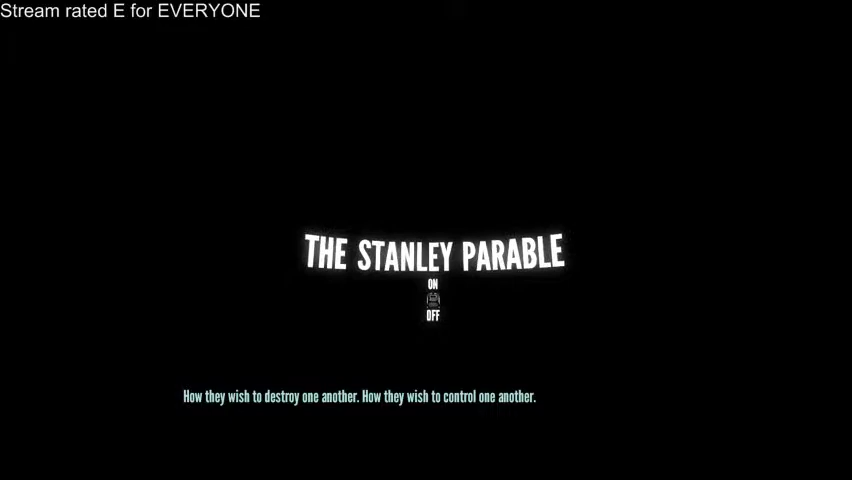 Stream rated E for EVERYONE
THE STANLEY PARABLE
ON
OFF
How they wish to destroy one another. How they wish to control one another.